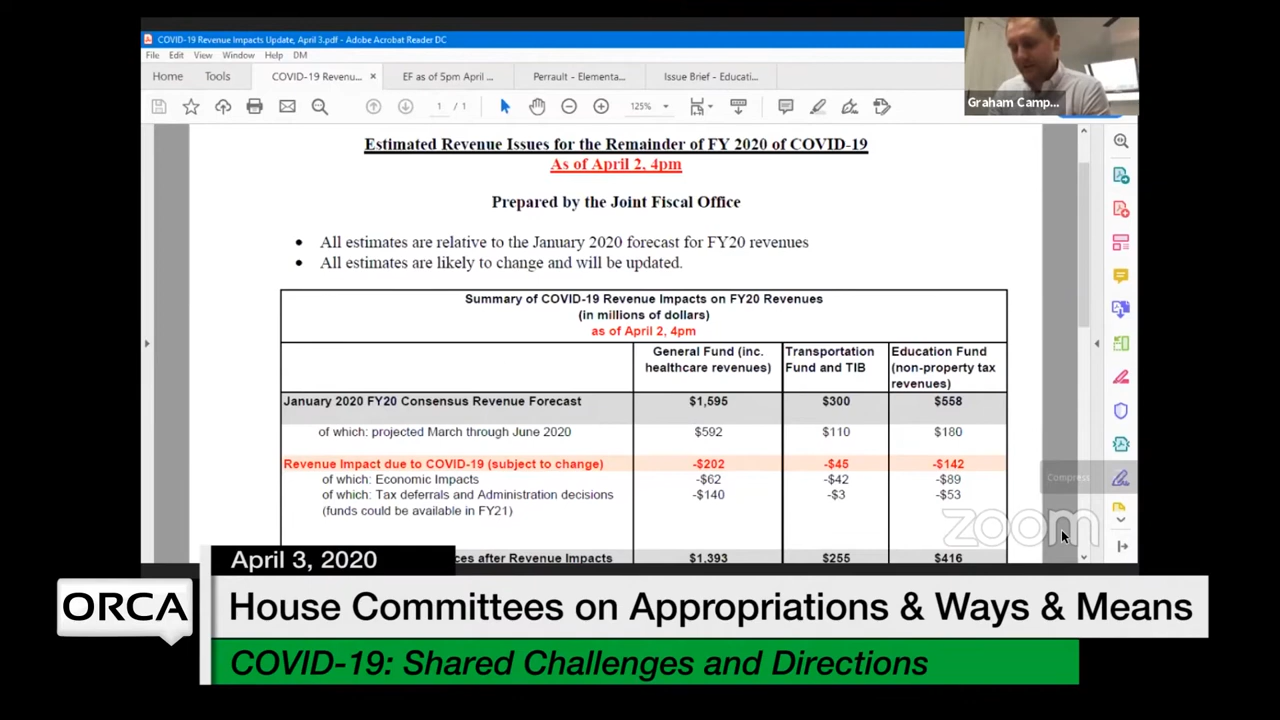 COVID-19 Revenue Impacts Update, April 3.pdf - Adobe Acrobat Reader DC
File Edit View Window Help DM
Home Tools COVID-19 Revenu... × EF as of 5pm April ... Perrault - Elementa... Issue Brief - Educati...
1 / 1 125%
Graham Camp...
Estimated Revenue Issues for the Remainder of FY 2020 of COVID-19
As of April 2, 4pm
Prepared by the Joint Fiscal Office
• All estimates are relative to the January 2020 forecast for FY20 revenues
• All estimates are likely to change and will be updated.
Summary of COVID-19 Revenue Impacts on FY20 Revenues
(in millions of dollars)
as of April 2, 4pm
General Fund (inc. healthcare revenues) Transportation Fund and TIB Education Fund (non-property tax revenues)
January 2020 FY20 Consensus Revenue Forecast $1,595 $300 $558
of which: projected March through June 2020 $592 $110 $180
Revenue Impact due to COVID-19 (subject to change) -$202 -$45 -$142
of which: Economic Impacts -$62 -$42 -$89
of which: Tax deferrals and Administration decisions -$140 -$3 -$53
(funds could be available in FY21)
Compress
zoom
ces after Revenue Impacts $1,393 $255 $416
April 3, 2020
ORCA
House Committees on Appropriations & Ways & Means
COVID-19: Shared Challenges and Directions